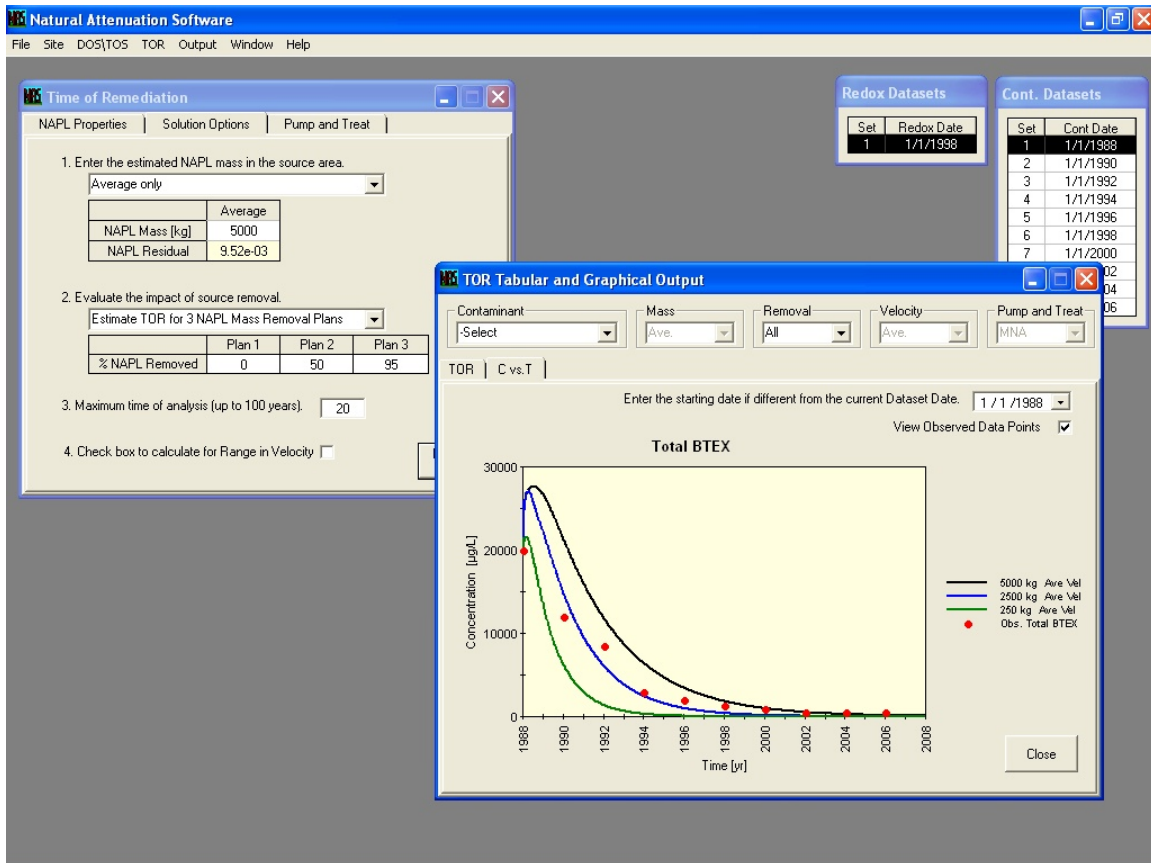 Natural Attenuation Software
File Site DOS\TOS TOR Output Window Help
Time of Remediation
NAPL Properties Solution Options Pump and Treat
1. Enter the estimated NAPL mass in the source area.
Average only
Average
NAPL Mass [kg] 5000
NAPL Residual 9.52e-03
2. Evaluate the impact of source removal.
Estimate TOR for 3 NAPL Mass Removal Plans
Plan 1 Plan 2 Plan 3
% NAPL Removed 0 50 95
3. Maximum time of analysis (up to 100 years). 20
4. Check box to calculate for Range in Velocity
Redox Datasets
Set Redox Date
1 1/1/1998
Cont. Datasets
Set Cont Date
1 1/1/1988
2 1/1/1990
3 1/1/1992
4 1/1/1994
5 1/1/1996
6 1/1/1998
7 1/1/2000
02
04
06
TOR Tabular and Graphical Output
Contaminant Mass Removal Velocity Pump and Treat
-Select Ave. All Ave. MNA
TOR C vs.T
Enter the starting date if different from the current Dataset Date. 1 / 1 /1988
View Observed Data Points
Total BTEX
Concentration [µg/L]
30000
20000
10000
0
1988 1990 1992 1994 1996 1998 2000 2002 2004 2006 2008
Time [yr]
5000 kg Ave Vel
2500 kg Ave Vel
250 kg Ave Vel
Obs. Total BTEX
Close